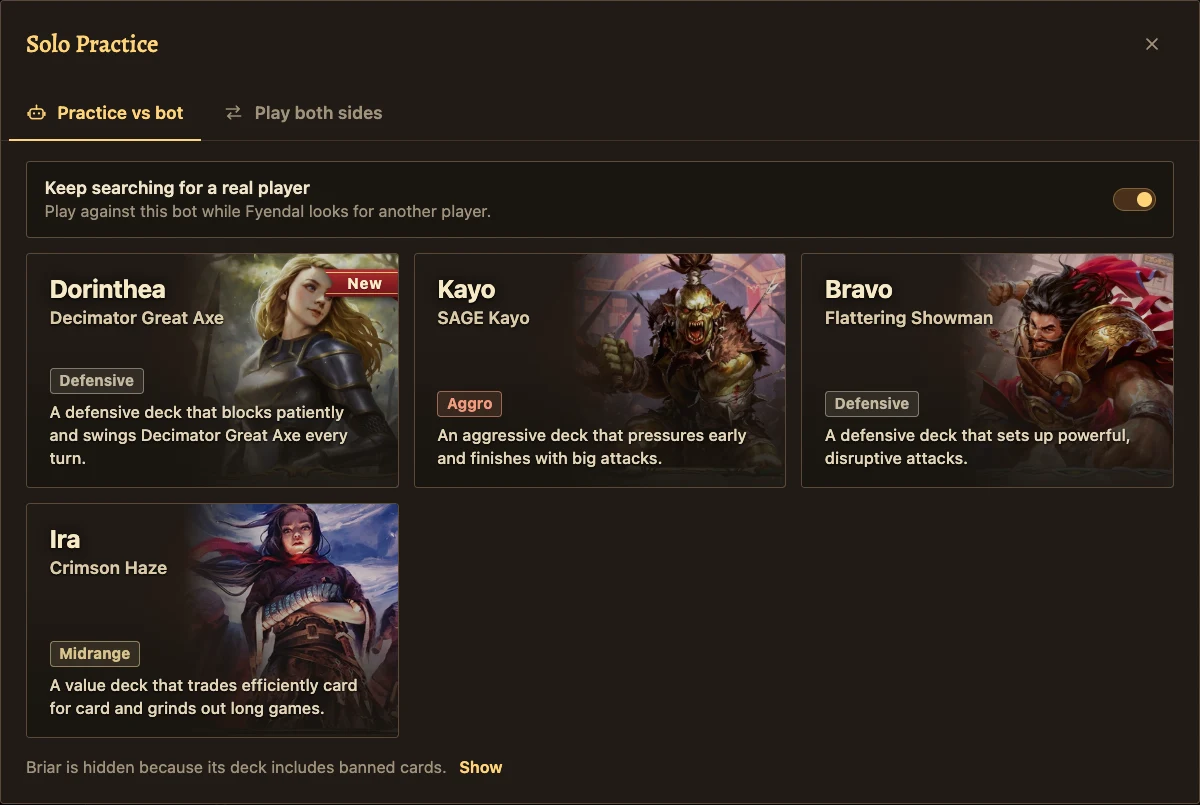 Solo Practice
Practice vs bot
Play both sides
Keep searching for a real player
Play against this bot while Fyendal looks for another player.
Dorinthea
New
Decimator Great Axe
Defensive
A defensive deck that blocks patiently
and swings Decimator Great Axe every
turn.
Kayo
SAGE Kayo
Aggro
An aggressive deck that pressures early
and finishes with big attacks.
Bravo
Flattering Showman
Defensive
A defensive deck that sets up powerful,
disruptive attacks.
Ira
Crimson Haze
Midrange
A value deck that trades efficiently card
for card and grinds out long games.
Briar is hidden because its deck includes banned cards. Show